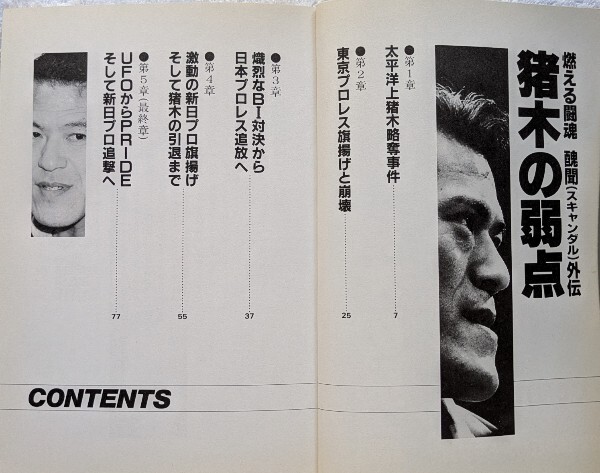 燃える闘魂 醜聞(スキャンダル)外伝
猪木の弱点
●第1章
太平洋上猪木略奪事件
7
●第2章
東京プロレス旗揚げと崩壊
25
●第3章
熾烈なBI対決から
日本プロレス追放へ
37
●第4章
激動の新日プロ旗揚げ
そして猪木の引退まで
55
●第5章(最終章)
UFOからPRIDE
そして新日プロ追撃へ
77
CONTENTS